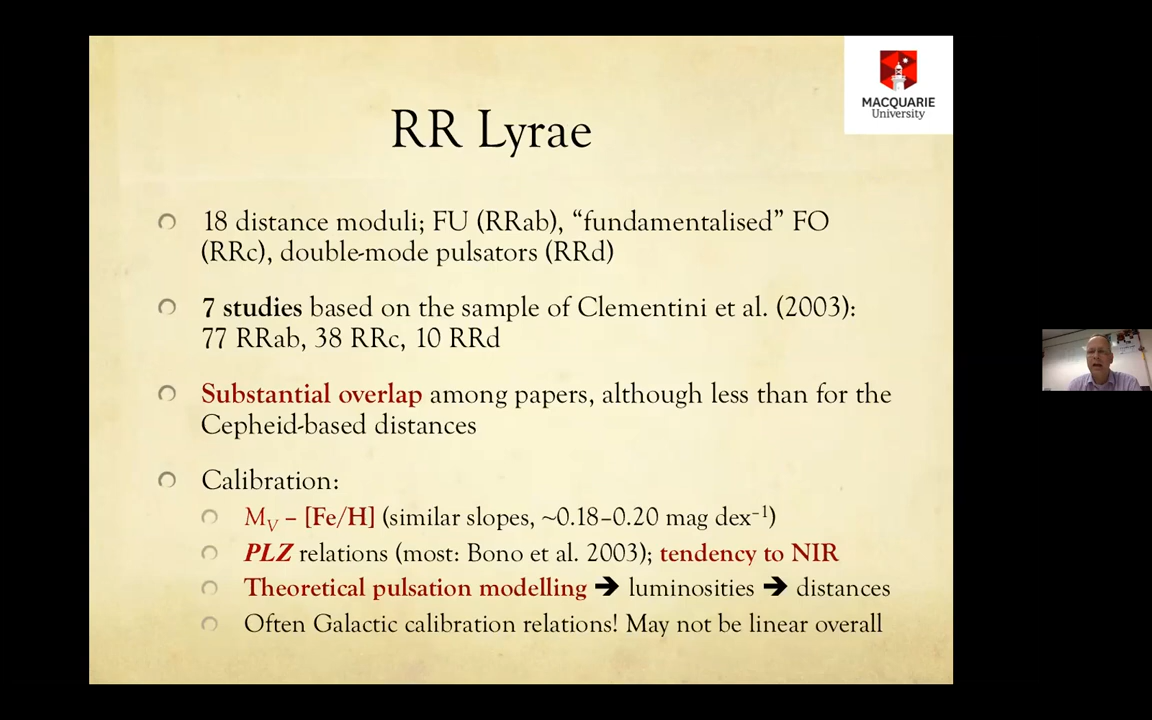 MACQUARIE
University
RR Lyrae
18 distance moduli; FU (RRab), “fundamentalised” FO
(RRc), double-mode pulsators (RRd)
7 studies based on the sample of Clementini et al. (2003):
77 RRab, 38 RRc, 10 RRd
Substantial overlap among papers, although less than for the
Cepheid-based distances
Calibration:
M_V – [Fe/H] (similar slopes, ~0.18–0.20 mag dex⁻¹)
PLZ relations (most: Bono et al. 2003); tendency to NIR
Theoretical pulsation modelling ➔ luminosities ➔ distances
Often Galactic calibration relations! May not be linear overall